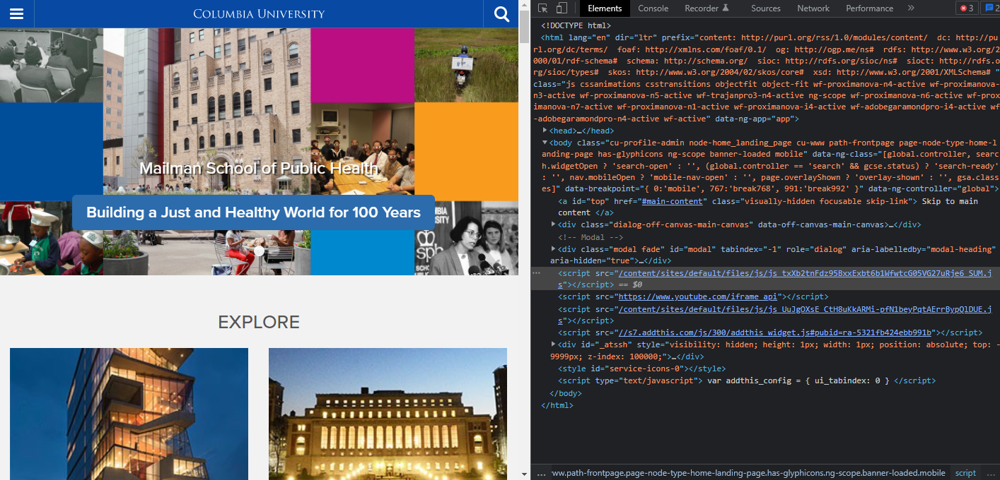 COLUMBIA UNIVERSITY
Mailman School of Public Health
Building a Just and Healthy World for 100 Years
EXPLORE
Elements Console Recorder Sources Network Performance » 3 2
<!DOCTYPE html>
<html lang="en" dir="ltr" prefix="content: http://purl.org/rss/1.0/modules/content/  dc: http://pu
rl.org/dc/terms/  foaf: http://xmlns.com/foaf/0.1/  og: http://ogp.me/ns#  rdfs: http://www.w3.org/2
000/01/rdf-schema#  schema: http://schema.org/  sioc: http://rdfs.org/sioc/ns#  sioct: http://rdfs.o
rg/sioc/types#  skos: http://www.w3.org/2004/02/skos/core#  xsd: http://www.w3.org/2001/XMLSchema# "
class="js cssanimations csstransitions objectfit object-fit wf-proximanova-n4-active wf-proximanova-
n3-active wf-proximanova-n5-active wf-trajanpro3-n4-active ng-scope wf-proximanova-n6-active wf-prox
imanova-n7-active wf-proximanova-n1-active wf-proximanova-i4-active wf-adobegaramondpro-i4-active wf
-adobegaramondpro-n4-active wf-active" data-ng-app="app">
<head>…</head>
<body class="cu-profile-admin node-home_landing_page cu-www path-frontpage page-node-type-home-l
anding-page has-glyphicons ng-scope banner-loaded mobile" data-ng-class="[global.controller, searc
h.widgetOpen ? 'search-open' : '', (global.controller == 'search' && gcse.status) ? 'search-ready'
: '', nav.mobileOpen ? 'mobile-nav-open' : '', page.overlayShown ? 'overlay-shown' : '', gsa.class
es]" data-breakpoint="{ 0:'mobile', 767:'break768', 991:'break992' }" data-ng-controller="global">
<a id="top" href="#main-content" class="visually-hidden focusable skip-link"> Skip to main
content </a>
<div class="dialog-off-canvas-main-canvas" data-off-canvas-main-canvas>…</div>
<!-- Modal -->
<div class="modal fade" id="modal" tabindex="-1" role="dialog" aria-labelledby="modal-heading"
aria-hidden="true">…</div>
<script src="/content/sites/default/files/js/js_txXb2tnFdz95BxxExbt6b1WfwtcG05VG27uRje6_SUM.j
s"></script> == $0
<script src="https://www.youtube.com/iframe_api"></script>
<script src="/content/sites/default/files/js/js_UuJgOXsE_CtH8uKkARMi-pfN1beyPqtAErrBypQlDUE.j
s"></script>
<script src="//s7.addthis.com/js/300/addthis_widget.js#pubid=ra-5321fb424ebb991b"></script>
<div id="_atssh" style="visibility: hidden; height: 1px; width: 1px; position: absolute; top: -
9999px; z-index: 100000;">…</div>
<style id="service-icons-0"></style>
<script type="text/javascript"> var addthis_config = { ui_tabindex: 0 } </script>
</body>
</html>
… ww.path-frontpage.page-node-type-home-landing-page.has-glyphicons.ng-scope.banner-loaded.mobile script …